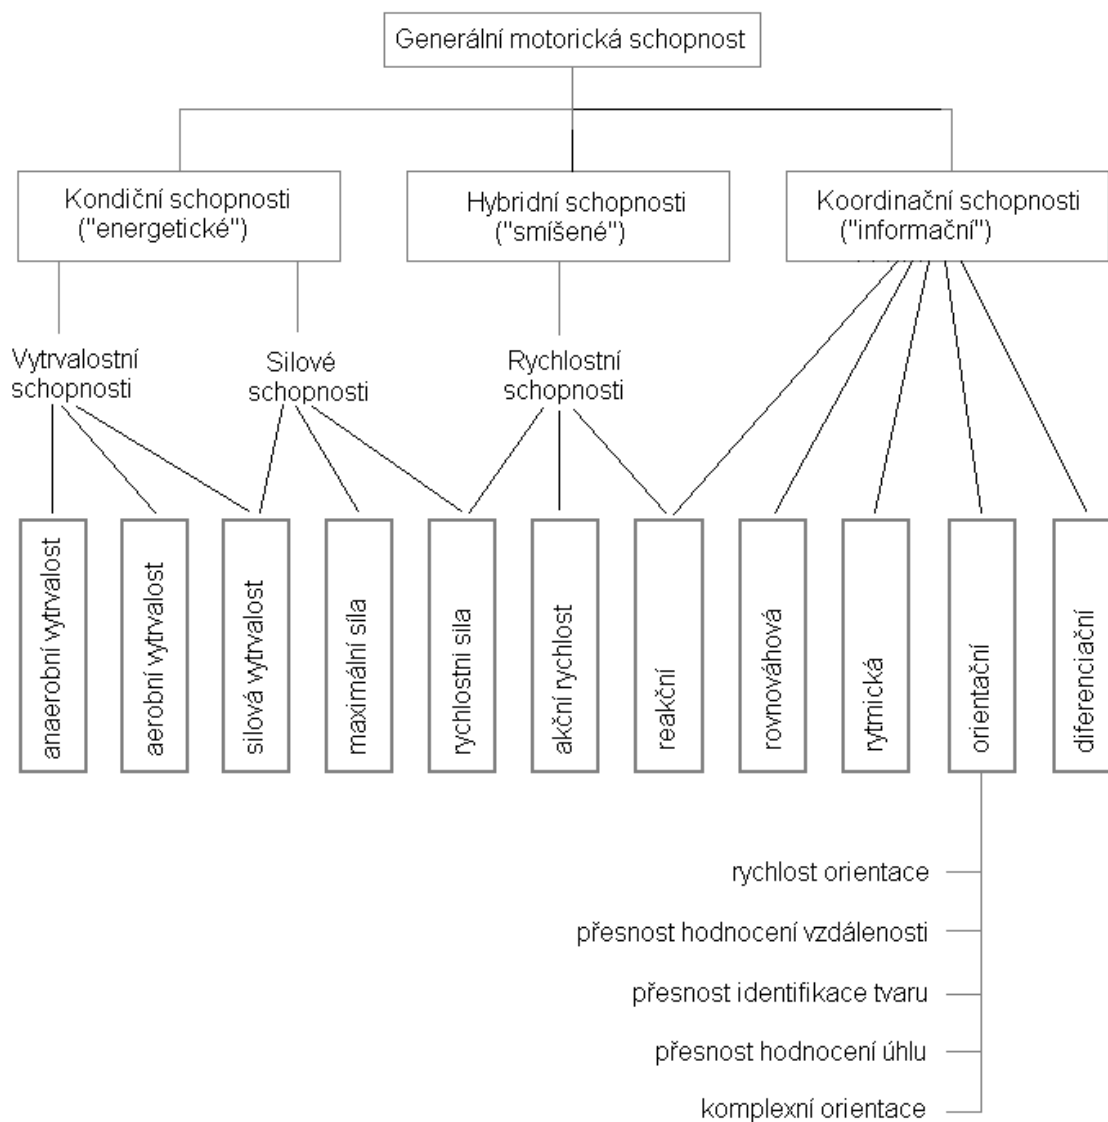 Generální motorická schopnost
Kondiční schopnosti
("energetické")
Hybridní schopnosti
("smíšené")
Koordinační schopnosti
("informační")
Vytrvalostní
schopnosti
Silové
schopnosti
Rychlostní
schopnosti
anaerobní vytrvalost
aerobní vytrvalost
silová vytrvalost
maximální síla
rychlostni sila
akční rychlost
reakční
rovnováhová
rytmická
orientační
diferenciační
rychlost orientace
přesnost hodnocení vzdálenosti
přesnost identifikace tvaru
přesnost hodnocení úhlu
komplexní orientace